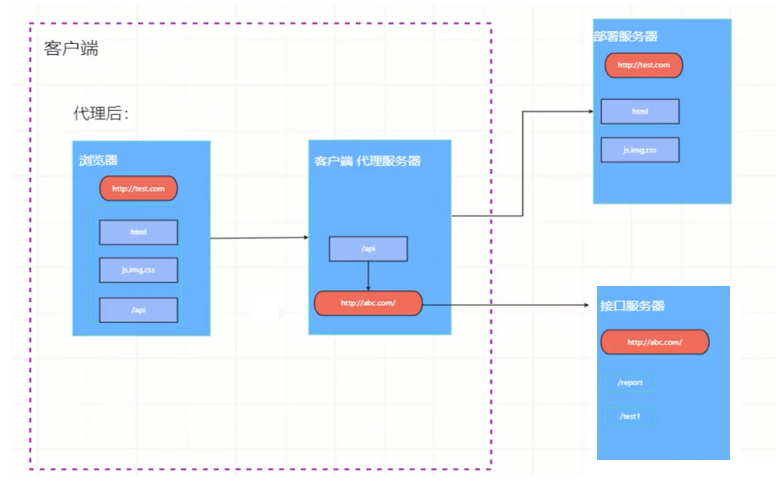 客户端
代理后：
浏览器
http://test.com
html
js,img,css
/api
客户端 代理服务器
/api
http://abc.com/
部署服务器
http://test.com
html
js,img,css
接口服务器
http://abc.com/
/report
/test1